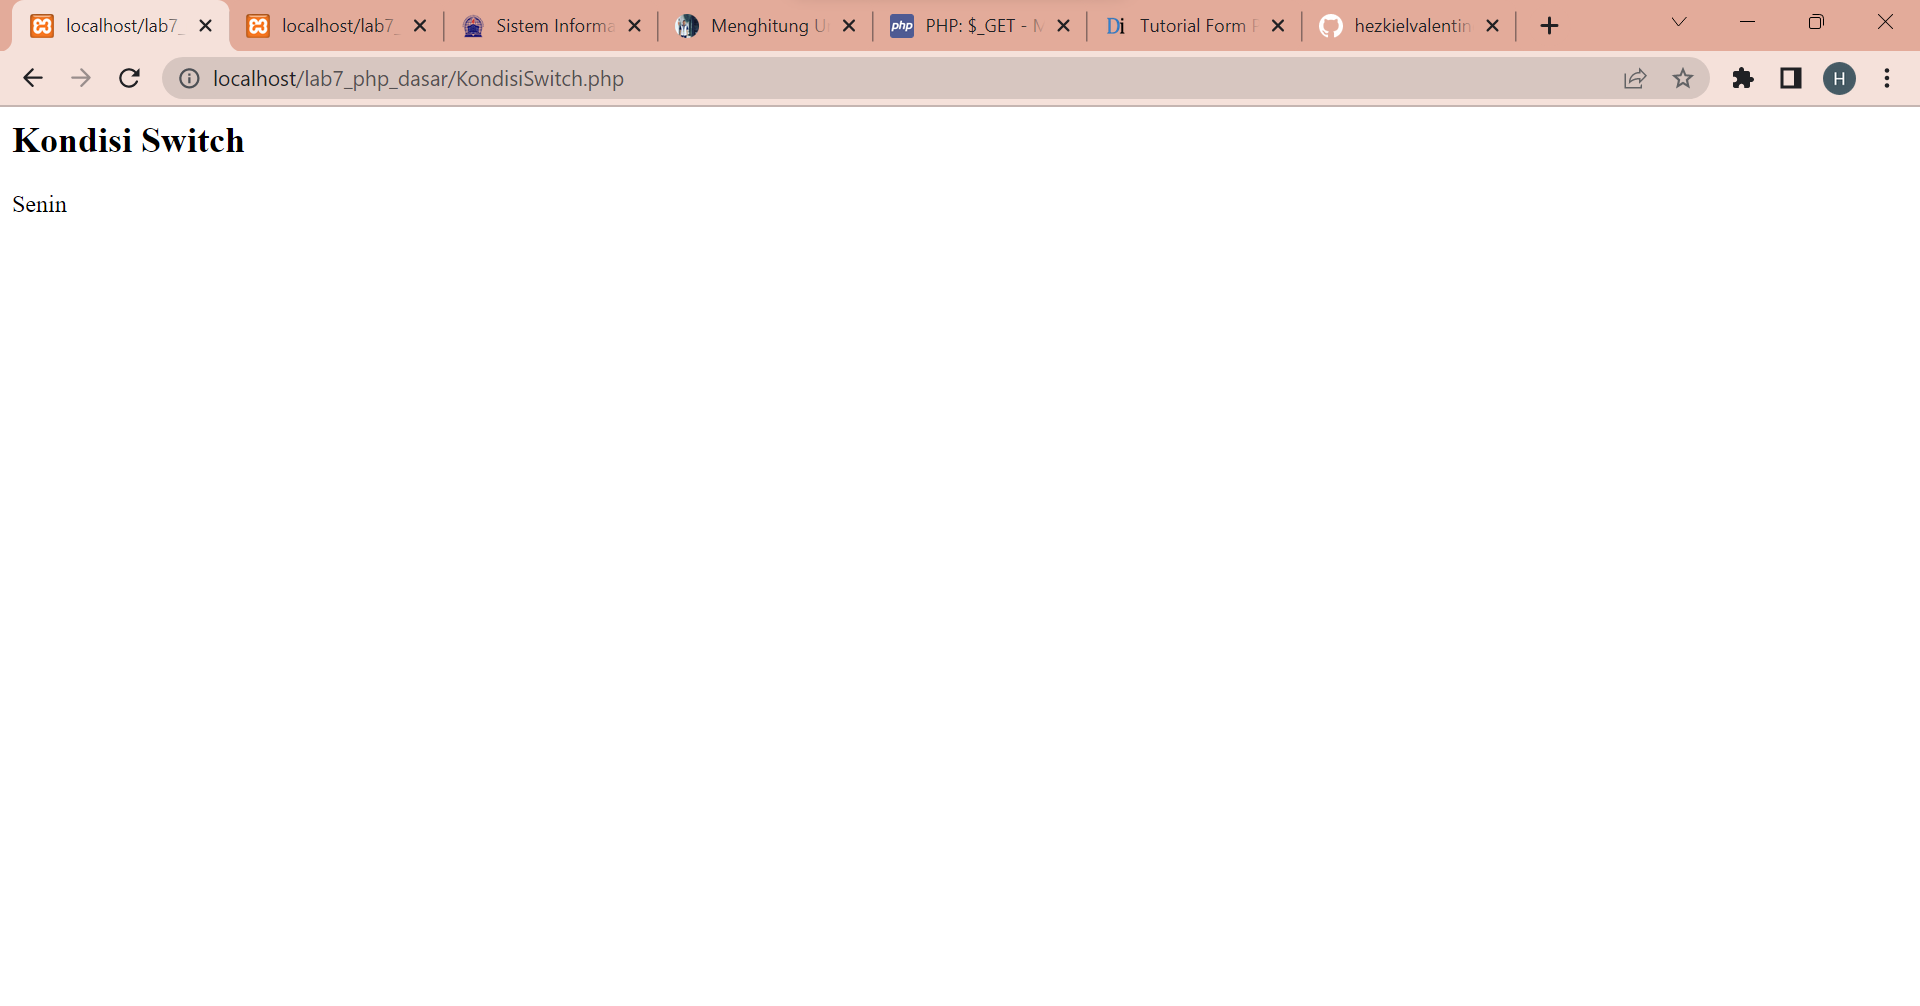 localhost/lab7_
localhost/lab7_
Sistem Informa
Menghitung U
php
PHP: $_GET - M
Di
Tutorial Form P
hezkielvalentin
localhost/lab7_php_dasar/KondisiSwitch.php
H
Kondisi Switch
Senin